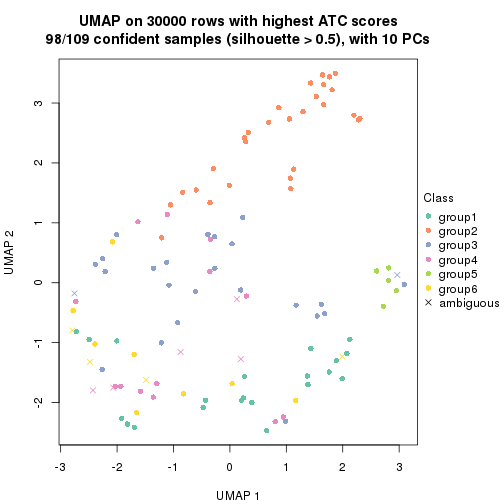 UMAP on 30000 rows with highest ATC scores
98/109 confident samples (silhouette > 0.5), with 10 PCs
UMAP 2
3
2
1
0
-1
-2
-3
-2
-1
0
1
2
3
UMAP 1
Class
group1
group2
group3
group4
group5
group6
ambiguous